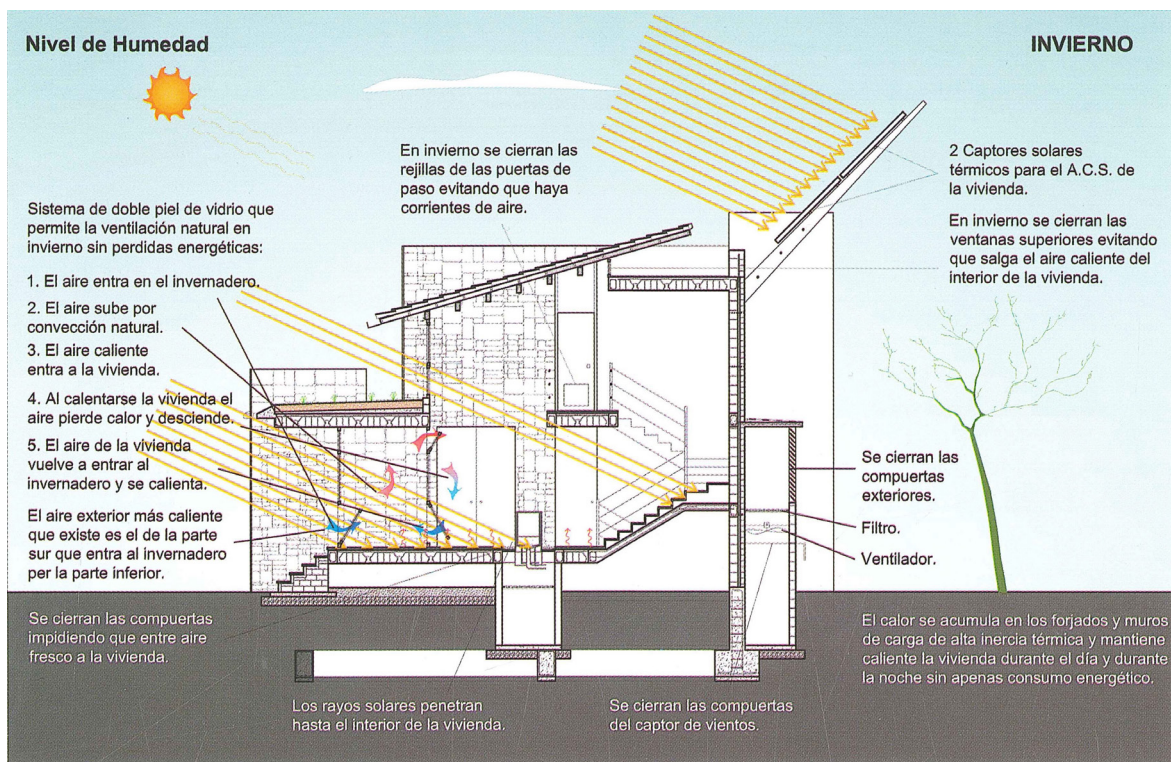 Nivel de Humedad
INVIERNO
En invierno se cierran las
rejillas de las puertas de
paso evitando que haya
corrientes de aire.
2 Captores solares
térmicos para el A.C.S. de
la vivienda.
En invierno se cierran las
ventanas superiores evitando
que salga el aire caliente del
interior de la vivienda.
Sistema de doble piel de vidrio que
permite la ventilación natural en
invierno sin perdidas energéticas:
1. El aire entra en el invernadero.
2. El aire sube por
convección natural.
3. El aire caliente
entra a la vivienda.
4. Al calentarse la vivienda el
aire pierde calor y desciende.
5. El aire de la vivienda
vuelve a entrar al
invernadero y se calienta.
El aire exterior más caliente
que existe es el de la parte
sur que entra al invernadero
per la parte inferior.
Se cierran las
compuertas
exteriores.
Filtro.
Ventilador.
Se cierran las compuertas
impidiendo que entre aire
fresco a la vivienda.
Los rayos solares penetran
hasta el interior de la vivienda.
Se cierran las compuertas
del captor de vientos.
El calor se acumula en los forjados y muros
de carga de alta inercia térmica y mantiene
caliente la vivienda durante el día y durante
la noche sin apenas consumo energético.